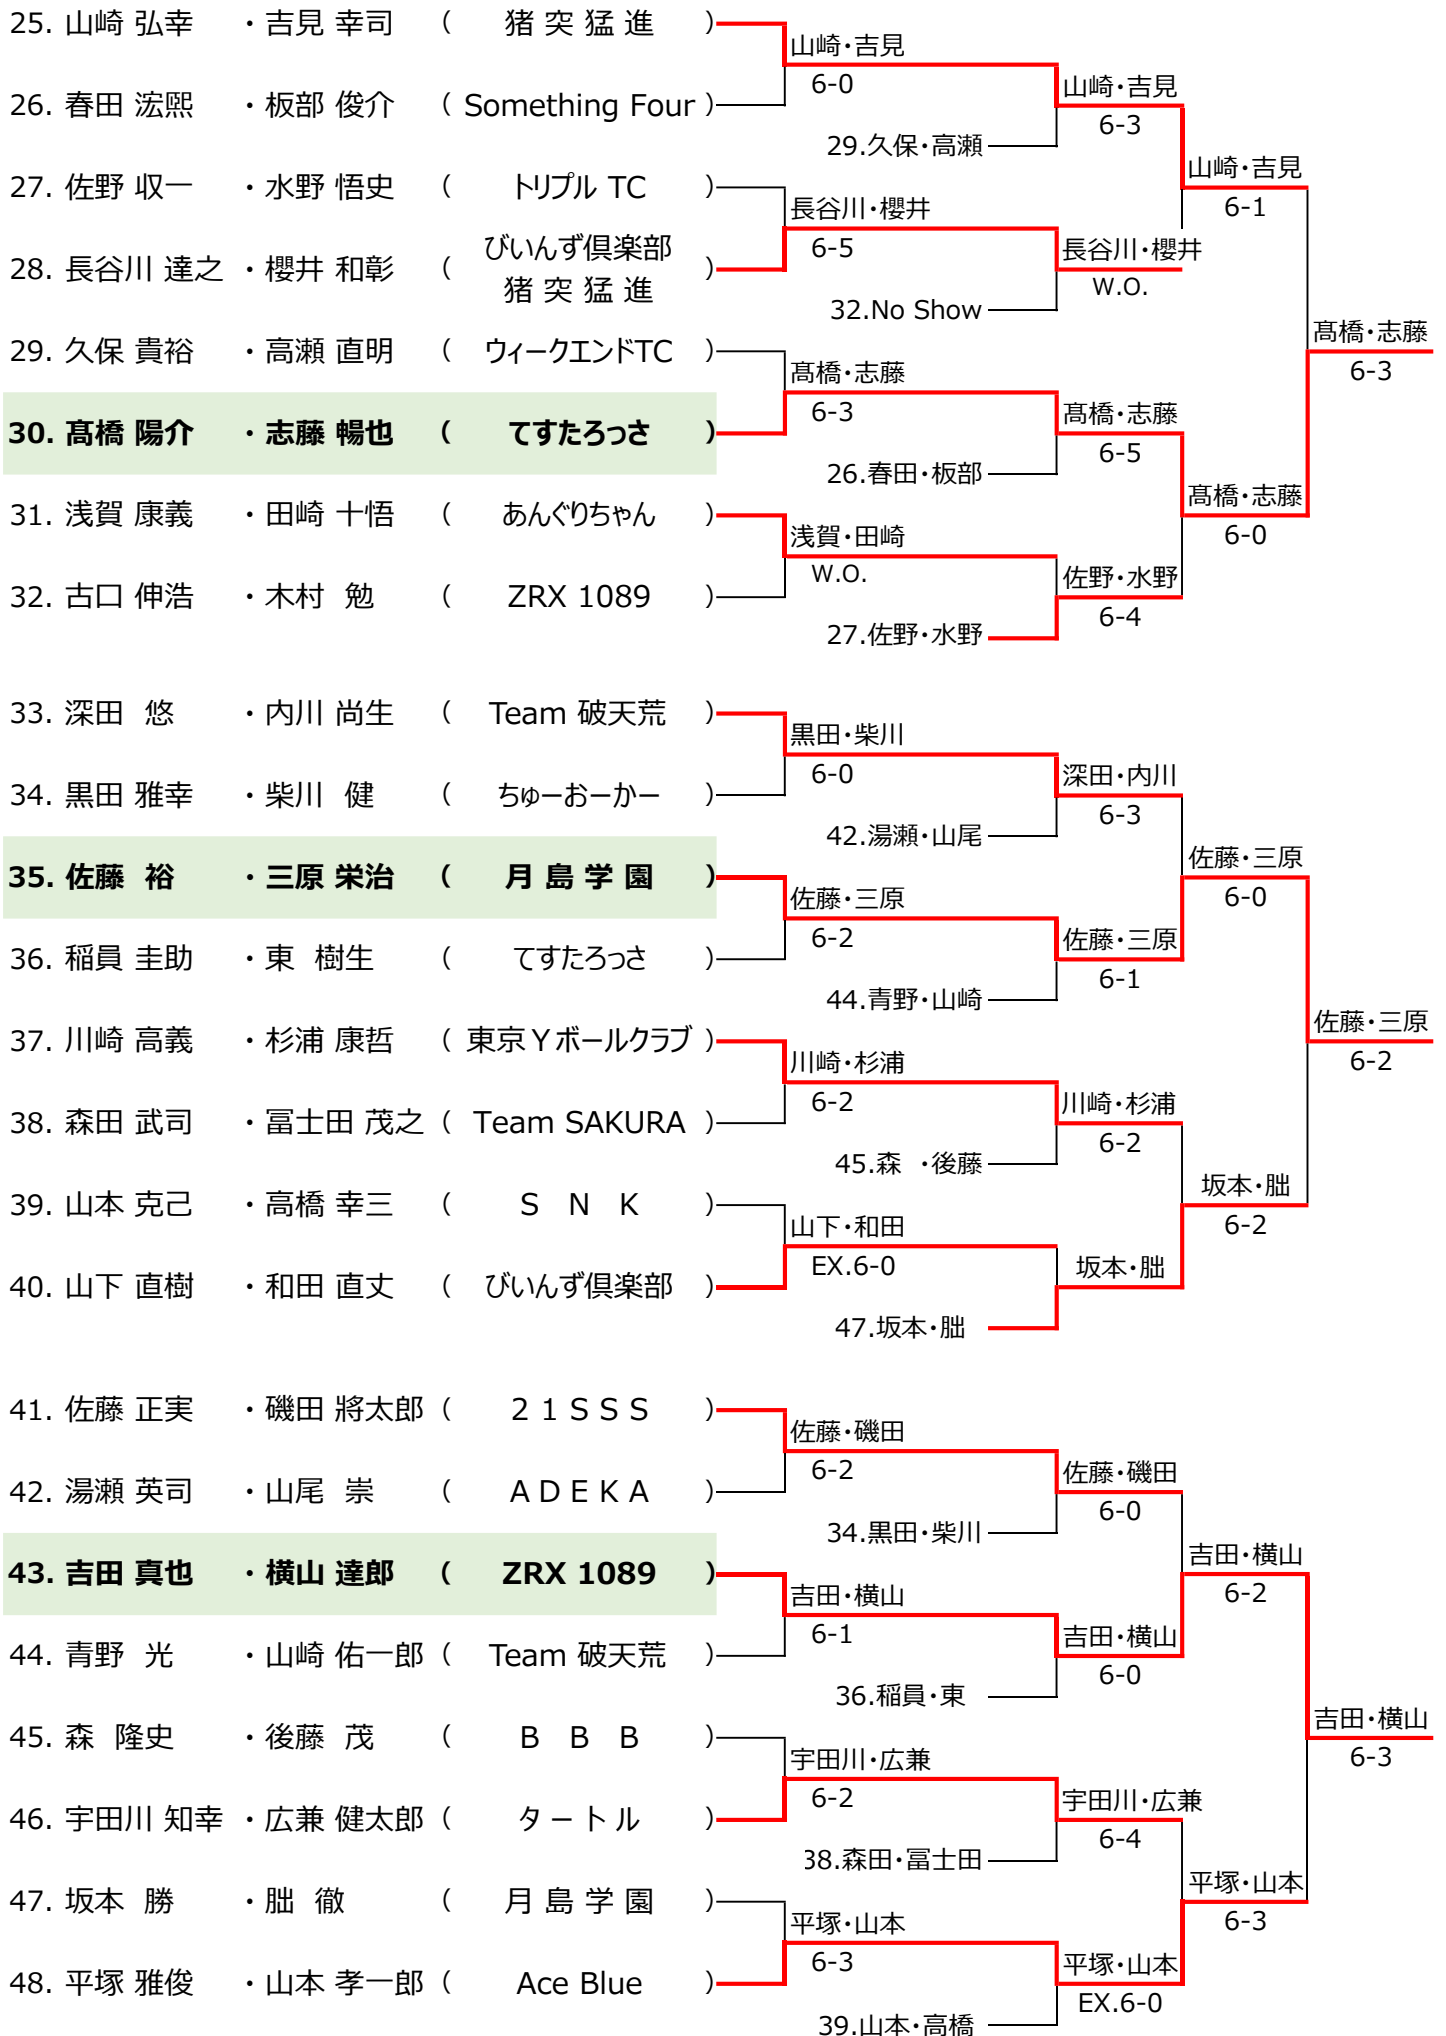 25. 山崎 弘幸 ・吉見 幸司 ( 猪 突 猛 進 )
山崎・吉見
6-0
山崎・吉見
6-3
26. 春田 浤熙 ・板部 俊介 ( Something Four )
29.久保・高瀬
山崎・吉見
6-1
27. 佐野 収一 ・水野 悟史 ( トリプル TC )
長谷川・櫻井
6-5
長谷川・櫻井
W.O.
28. 長谷川 達之 ・櫻井 和彰 ( びいんず倶楽部
猪 突 猛 進 )
32.No Show
髙橋・志藤
6-3
29. 久保 貴裕 ・高瀬 直明 ( ウィークエンドTC )
髙橋・志藤
6-3
髙橋・志藤
6-5
30. 髙橋 陽介 ・志藤 暢也 ( てすたろっさ )
26.春田・板部
髙橋・志藤
6-0
31. 浅賀 康義 ・田崎 十悟 ( あんぐりちゃん )
浅賀・田崎
W.O.
佐野・水野
6-4
32. 古口 伸浩 ・木村 勉 ( ZRX 1089 )
27.佐野・水野
33. 深田 悠 ・内川 尚生 ( Team 破天荒 )
黒田・柴川
6-0
深田・内川
6-3
34. 黒田 雅幸 ・柴川 健 ( ちゅーおーかー )
42.湯瀬・山尾
佐藤・三原
6-0
35. 佐藤 裕 ・三原 栄治 ( 月 島 学 園 )
佐藤・三原
6-2
佐藤・三原
6-1
36. 稲員 圭助 ・東 樹生 ( てすたろっさ )
44.青野・山崎
佐藤・三原
6-2
37. 川崎 高義 ・杉浦 康哲 ( 東京Ｙボールクラブ )
川崎・杉浦
6-2
川崎・杉浦
6-2
38. 森田 武司 ・冨士田 茂之 ( Team SAKURA )
45.森 ・後藤
坂本・朏
6-2
39. 山本 克己 ・高橋 幸三 ( S N K )
山下・和田
EX.6-0
坂本・朏
40. 山下 直樹 ・和田 直丈 ( びいんず倶楽部 )
47.坂本・朏
41. 佐藤 正実 ・磯田 將太郎 ( 2 1 S S S )
佐藤・磯田
6-2
佐藤・磯田
6-0
42. 湯瀬 英司 ・山尾 崇 ( A D E K A )
34.黒田・柴川
吉田・横山
6-2
43. 吉田 真也 ・横山 達郎 ( ZRX 1089 )
吉田・横山
6-1
吉田・横山
6-0
44. 青野 光 ・山崎 佑一郎 ( Team 破天荒 )
36.稲員・東
吉田・横山
6-3
45. 森 隆史 ・後藤 茂 ( B B B )
宇田川・広兼
6-2
宇田川・広兼
6-4
46. 宇田川 知幸 ・広兼 健太郎 ( タ ー ト ル )
38.森田・冨士田
平塚・山本
6-3
47. 坂本 勝 ・朏 徹 ( 月 島 学 園 )
平塚・山本
6-3
平塚・山本
EX.6-0
48. 平塚 雅俊 ・山本 孝一郎 ( Ace Blue )
39.山本・高橋